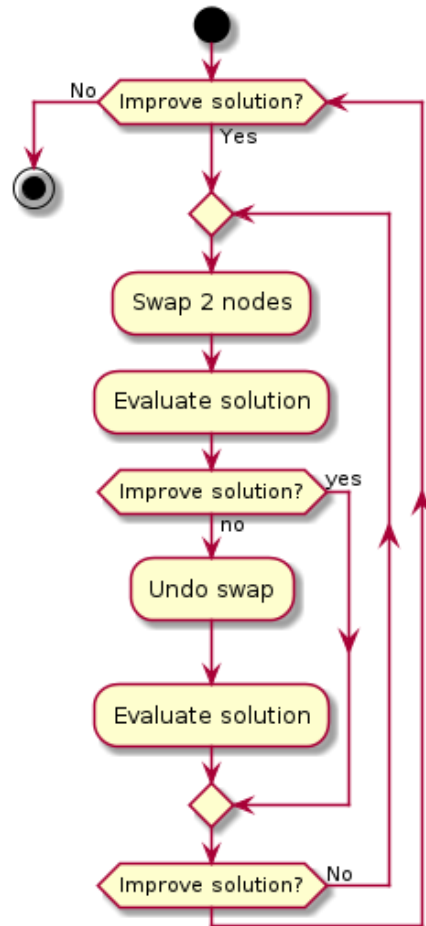 No
Improve solution?
Yes
Swap 2 nodes
Evaluate solution
Improve solution?
yes
no
Undo swap
Evaluate solution
Improve solution?
No